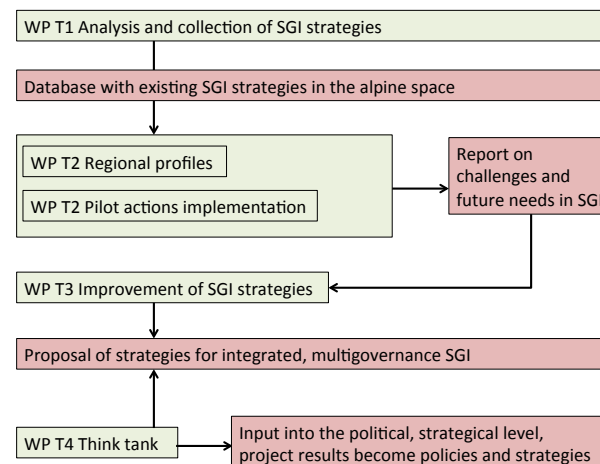 WP T1 Analysis and collection of SGI strategies
Database with existing SGI strategies in the alpine space
WP T2 Regional profiles
WP T2 Pilot actions implementation
Report on
challenges and
future needs in SGI
WP T3 Improvement of SGI strategies
Proposal of strategies for integrated, multigovernance SGI
WP T4 Think tank
Input into the political, strategical level,
project results become policies and strategies